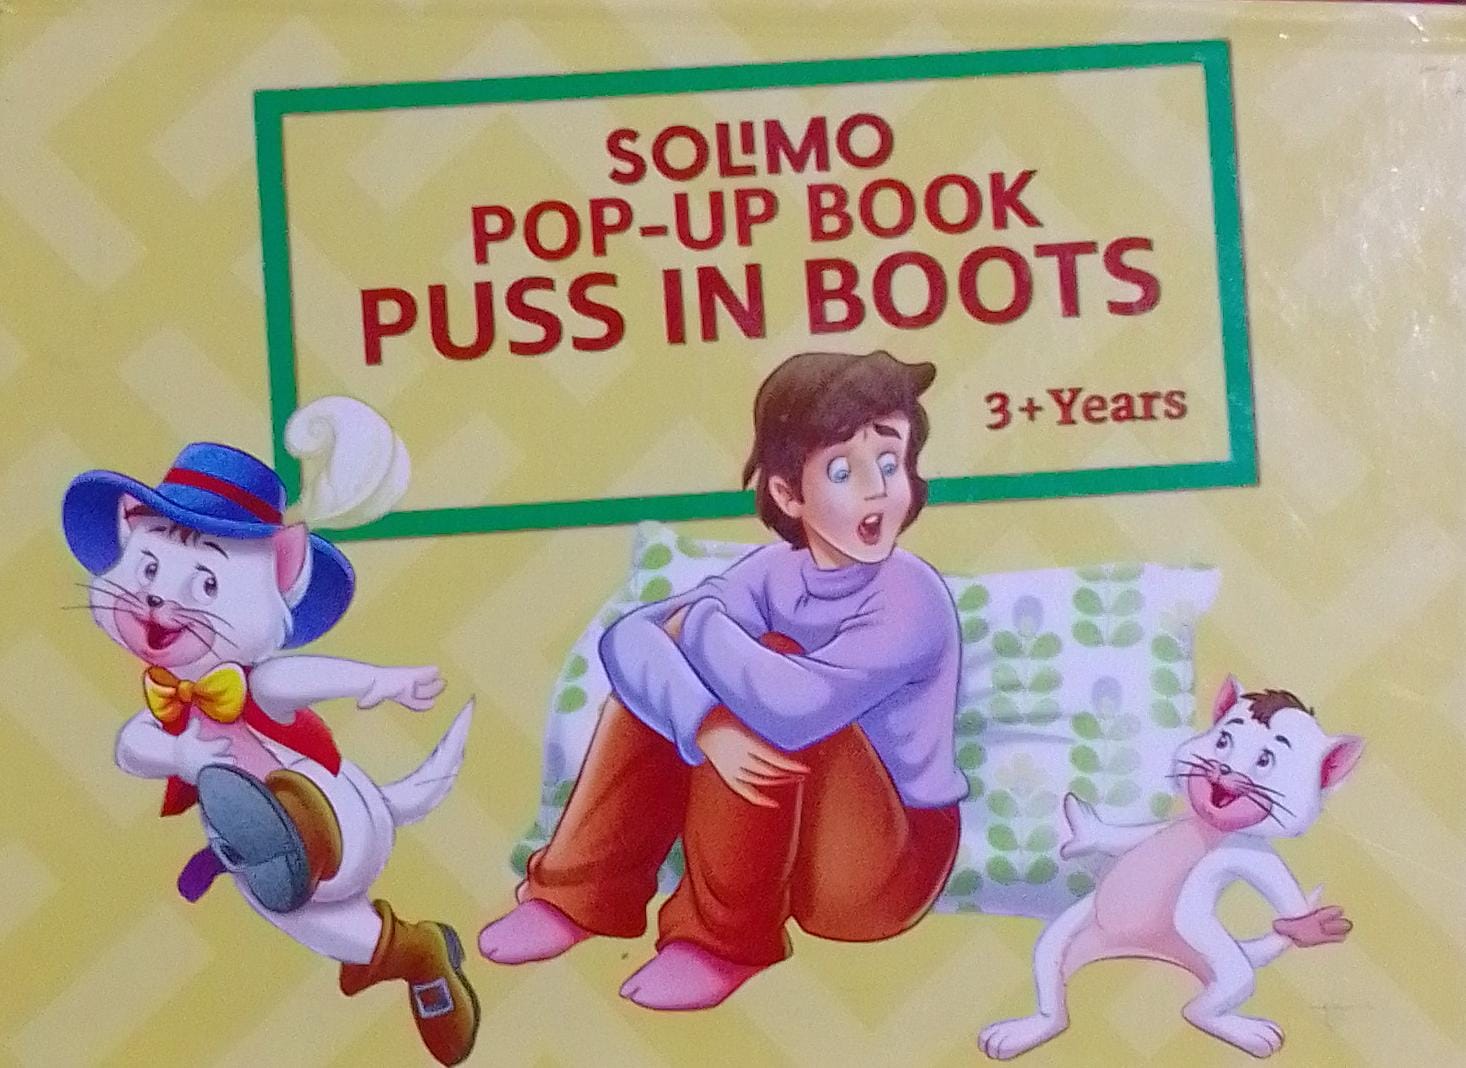 SOLIMO
POP-UP BOOK
PUSS IN BOOTS
3+Years